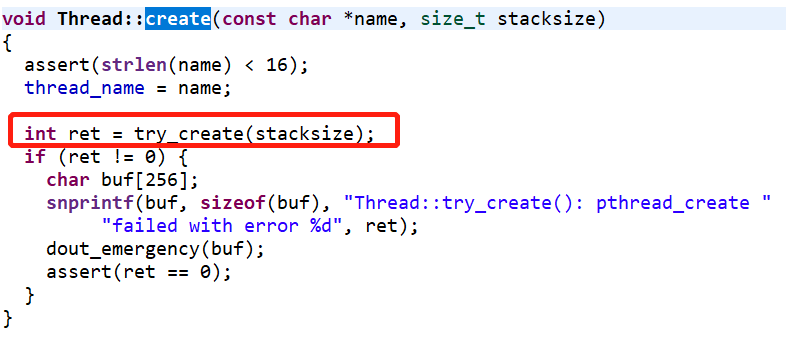 void Thread::create(const char *name, size_t stacksize)
{
  assert(strlen(name) < 16);
  thread_name = name;

  int ret = try_create(stacksize);
  if (ret != 0) {
    char buf[256];
    snprintf(buf, sizeof(buf), "Thread::try_create(): pthread_create "
        "failed with error %d", ret);
    dout_emergency(buf);
    assert(ret == 0);
  }
}